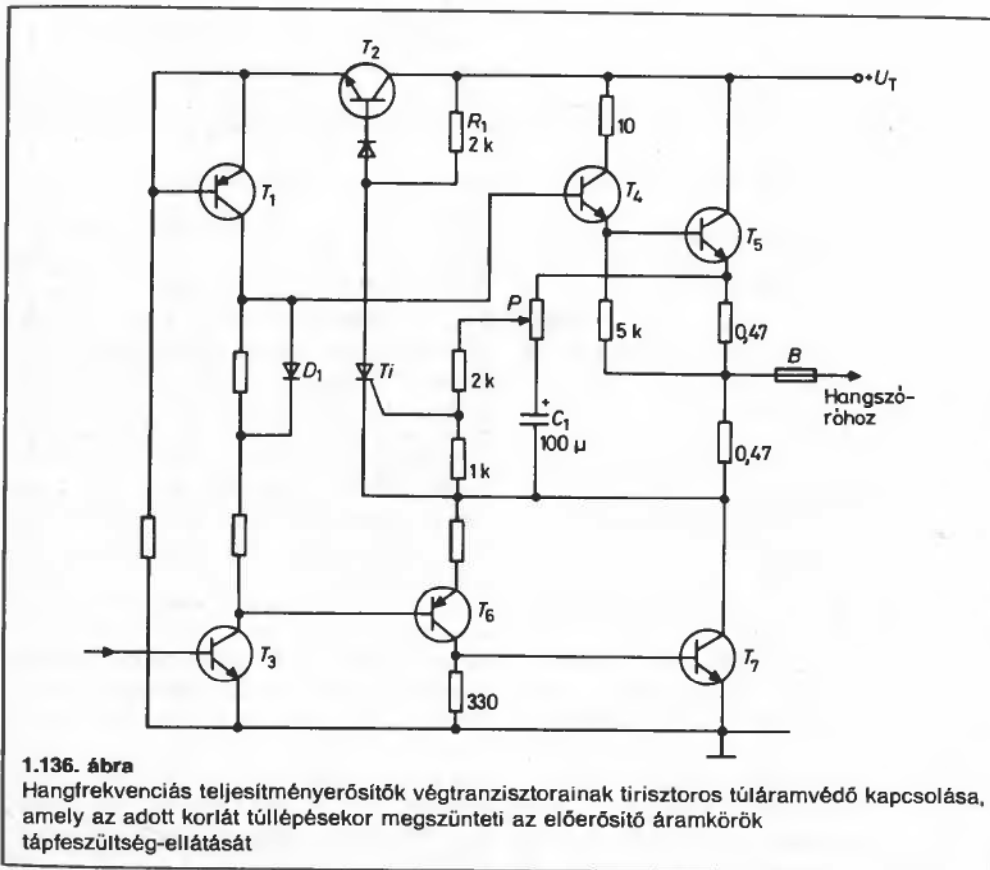 T2
+UT
R1
2 k
10
T1
T4
T5
P
5 k
0,47
D1
Ti
2k
B
+
C1
100 µ
Hangszó-
róhoz
1k
0,47
T6
T3
T7
330
1.136. ábra
Hangfrekvenciás teljesítményerősítők végtranzisztorainak tirisztoros túláramvédő kapcsolása,
amely az adott korlát túllépésekor megszünteti az előerősítő áramkörök
tápfeszültség-ellátását